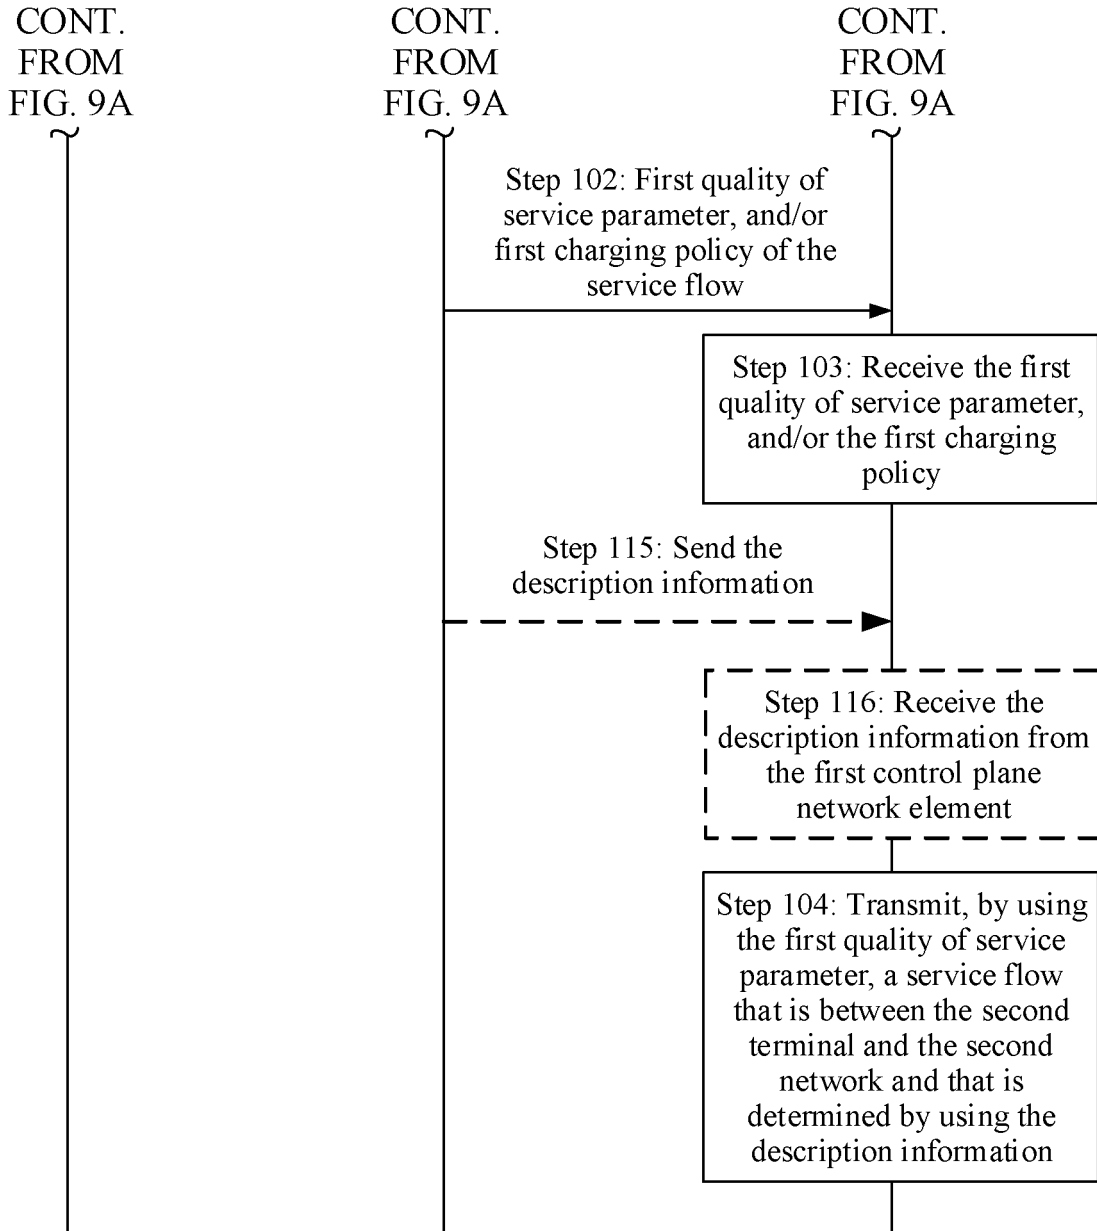 CONT.
FROM
FIG. 9A
CONT.
FROM
FIG. 9A
CONT.
FROM
FIG. 9A
Step 102: First quality of
service parameter, and/or
first charging policy of the
service flow
Step 103: Receive the first
quality of service parameter,
and/or the first charging
policy
Step 115: Send the
description information
Step 116: Receive the
description information from
the first control plane
network element
Step 104: Transmit, by using
the first quality of service
parameter, a service flow
that is between the second
terminal and the second
network and that is
determined by using the
description information